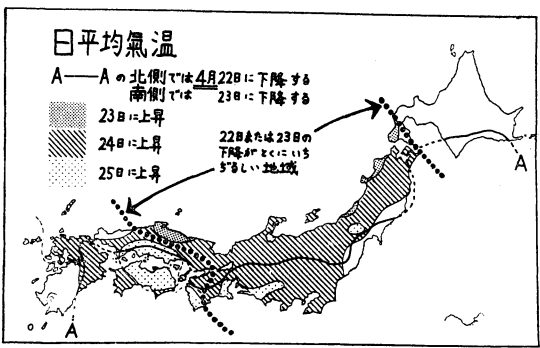 日平均氣温
A——Aの北側では4月22日に下降する
南側では 23日に下降する
23日に上昇
24日に上昇
25日に上昇
22日または23日の
下降がとくにいち
ぢるしい地域
A
A